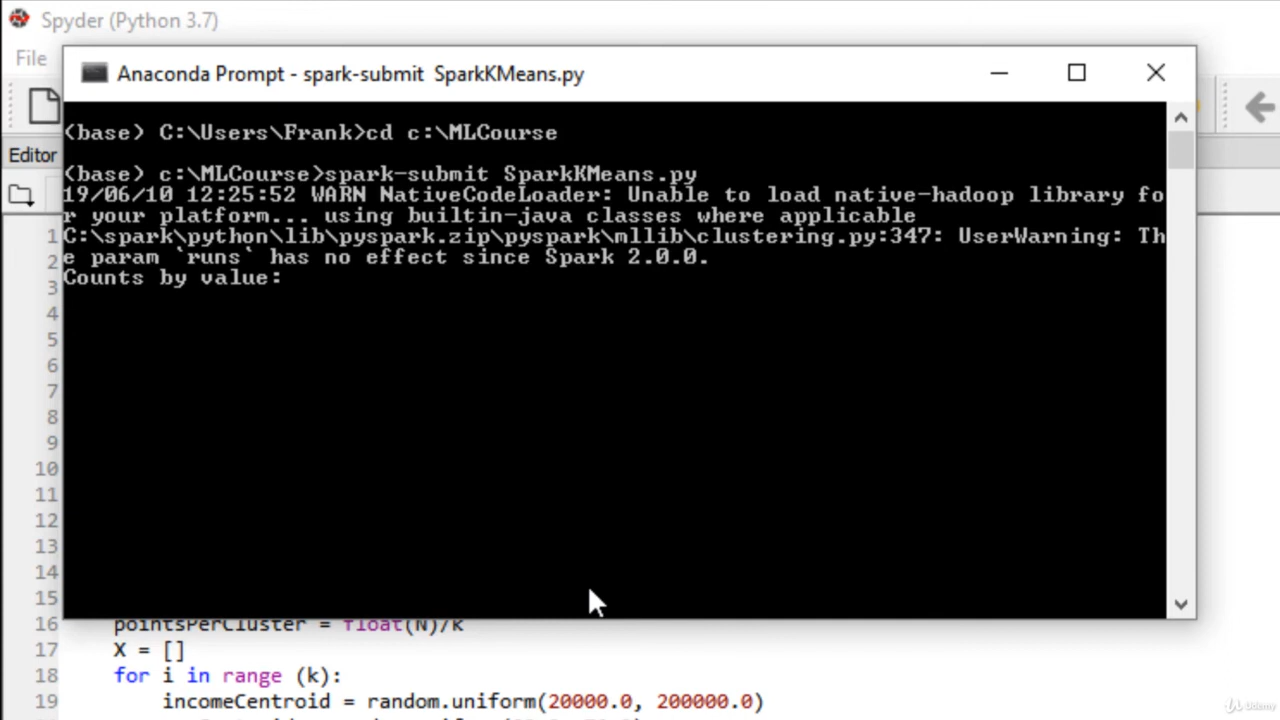 Spyder (Python 3.7)
File
Anaconda Prompt - spark-submit SparkKMeans.py
Editor
(base) C:\Users\Frank>cd c:\MLCourse
(base) c:\MLCourse>spark-submit SparkKMeans.py
19/06/10 12:25:52 WARN NativeCodeLoader: Unable to load native-hadoop library fo
r your platform... using builtin-java classes where applicable
C:\spark\python\lib\pyspark.zip\pyspark\mllib\clustering.py:347: UserWarning: Th
e param `runs` has no effect since Spark 2.0.0.
Counts by value:
1
2
3
4
5
6
7
8
9
10
11
12
13
14
15
16 pointsPerCluster = float(N)/k
17 X = []
18 for i in range (k):
19 incomeCentroid = random.uniform(20000.0, 200000.0)
Udemy